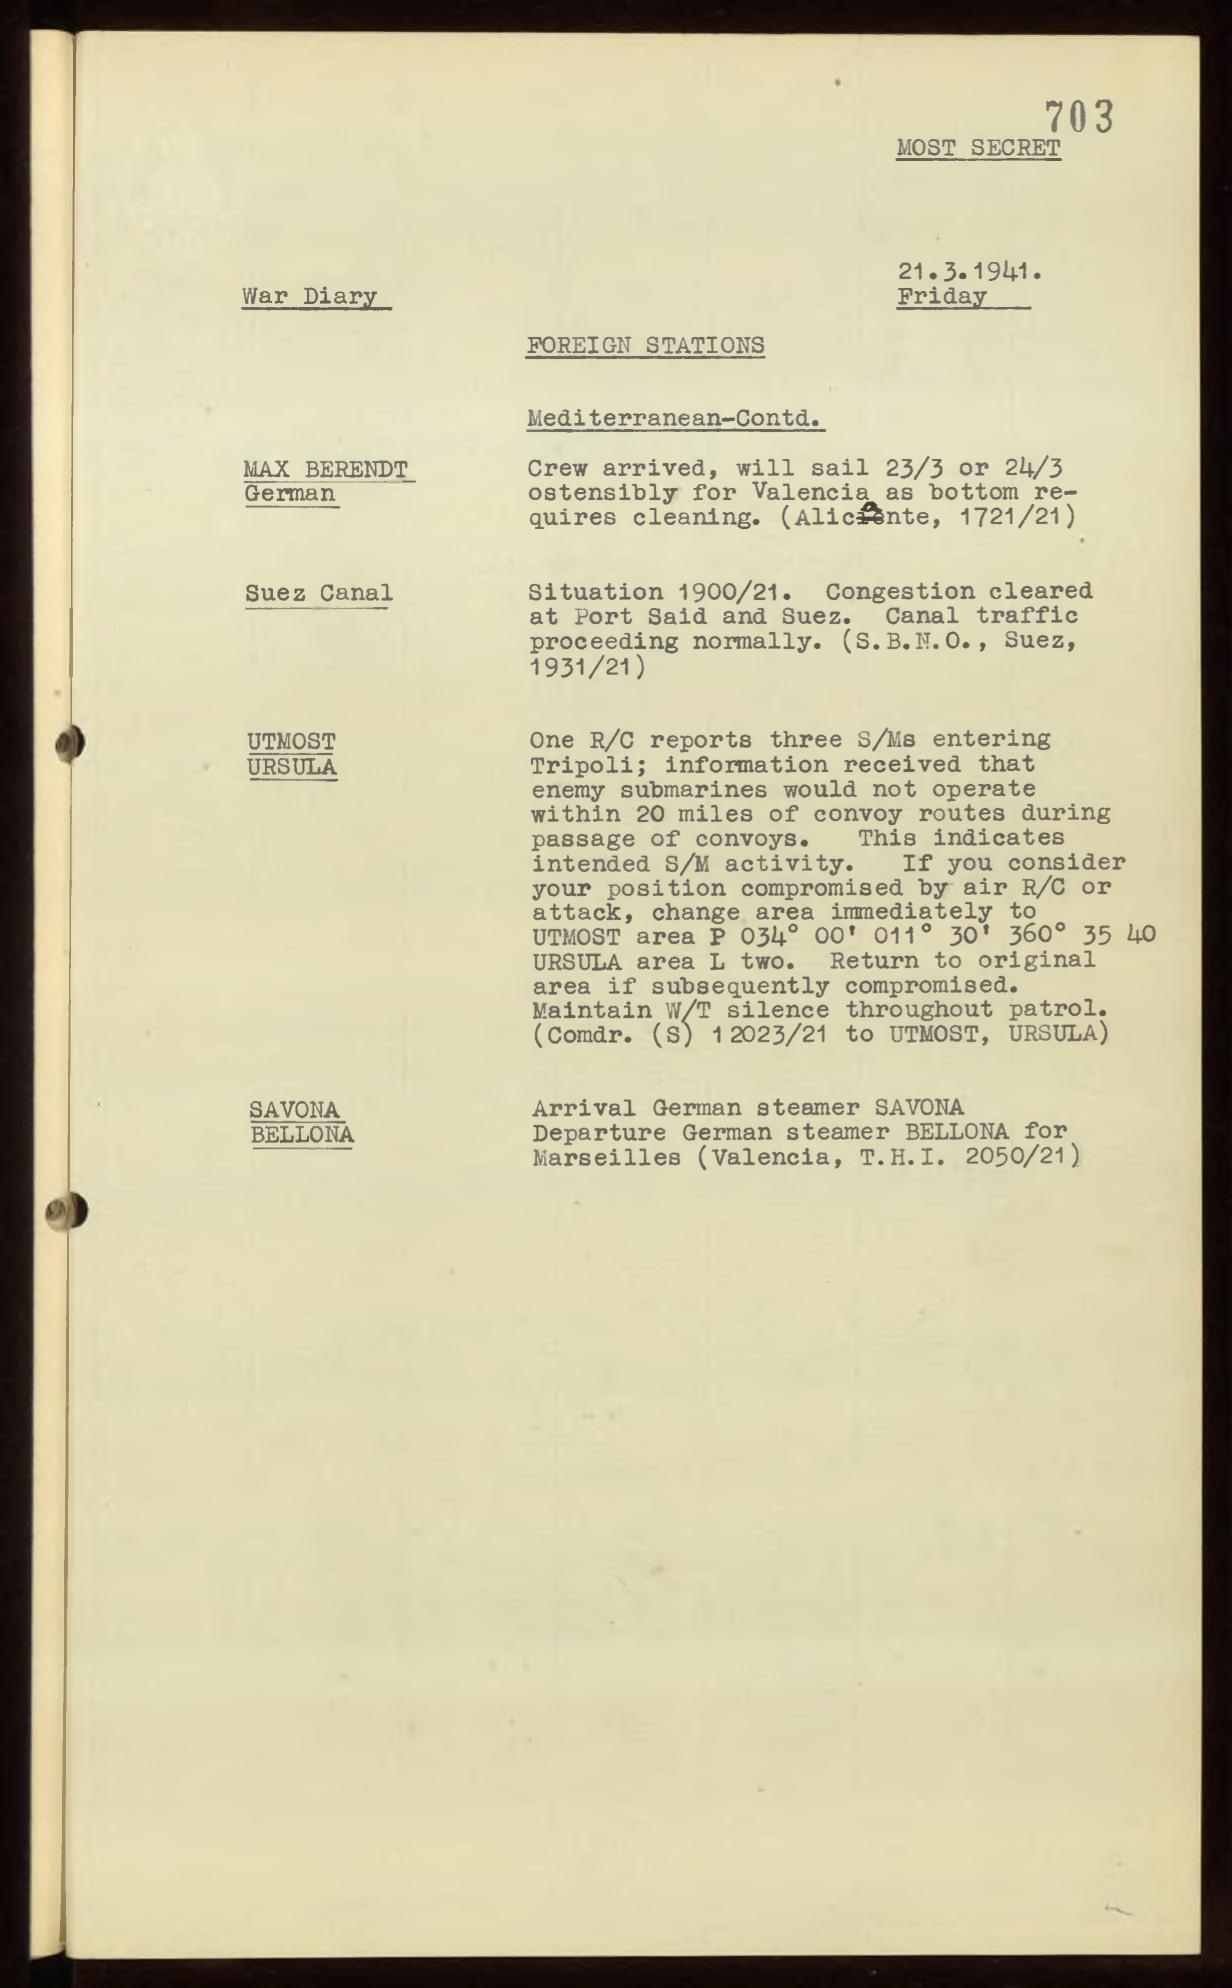 703
MOST SECRET
21.3.1941.
War Diary
Friday
FOREIGN STATIONS
Mediterranean-Contd.
MAX BERENDT
German
Crew arrived, will sail 23/3 or 24/3
ostensibly for Valencia as bottom re-
quires cleaning. (Alicante, 1721/21)
Suez Canal
Situation 1900/21. Congestion cleared
at Port Said and Suez. Canal traffic
proceeding normally. (S.B.N.O., Suez,
1931/21)
UTMOST
URSULA
One R/C reports three S/Ms entering
Tripoli; information received that
enemy submarines would not operate
within 20 miles of convoy routes during
passage of convoys. This indicates
intended S/M activity. If you consider
your position compromised by air R/C or
attack, change area immediately to
UTMOST area P 034° 00' 011° 30' 360° 35 40
URSULA area L two. Return to original
area if subsequently compromised.
Maintain W/T silence throughout patrol.
(Comdr. (S) 1 2023/21 to UTMOST, URSULA)
SAVONA
BELLONA
Arrival German steamer SAVONA
Departure German steamer BELLONA for
Marseilles (Valencia, T.H.I. 2050/21)